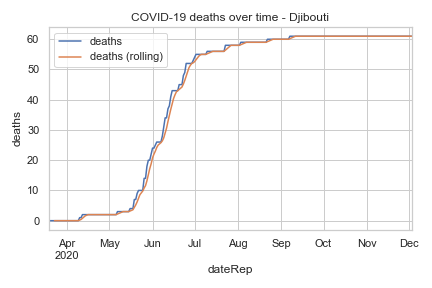 COVID-19 deaths over time - Djibouti
deaths
deaths (rolling)
60
50
40
30
20
10
0
deaths
Apr May Jun Jul Aug Sep Oct Nov Dec
2020
dateRep